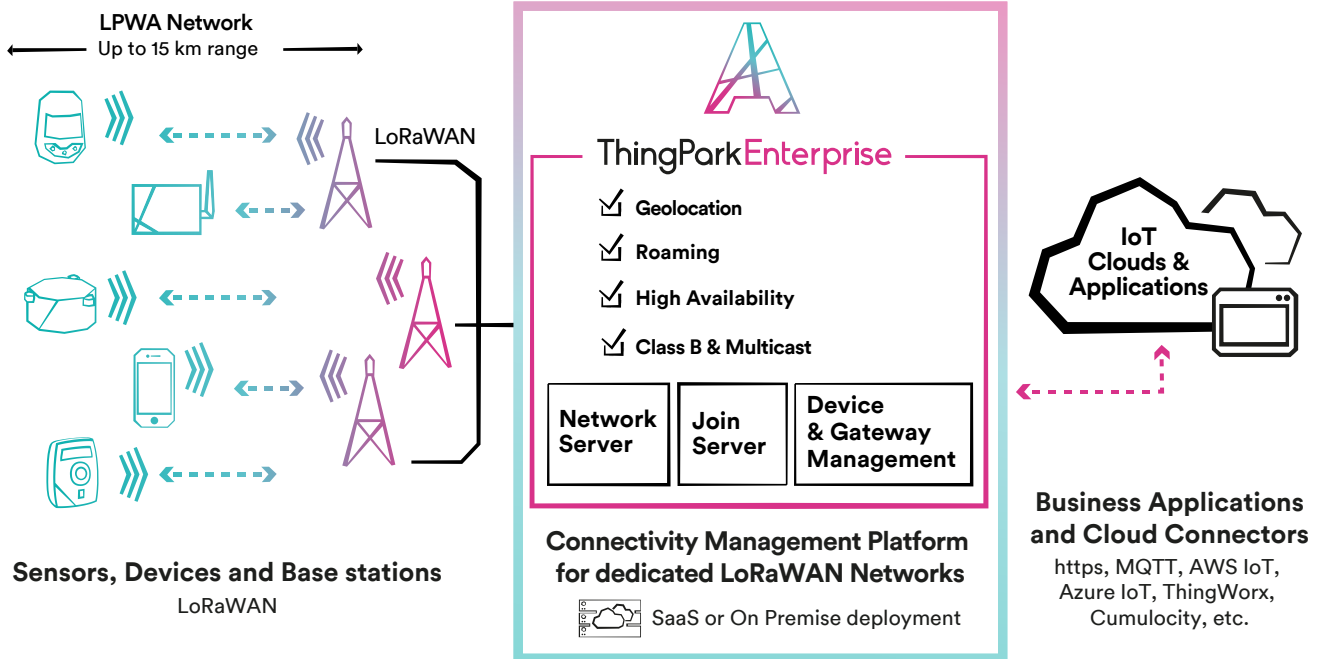 LPWA Network
Up to 15 km range
LoRaWAN
Sensors, Devices and Base stations
LoRaWAN
ThingParkEnterprise
Geolocation
Roaming
High Availability
Class B & Multicast
Network
Server
Join
Server
Device
& Gateway
Management
Connectivity Management Platform
for dedicated LoRaWAN Networks
SaaS or On Premise deployment
IoT
Clouds &
Applications
Business Applications
and Cloud Connectors
https, MQTT, AWS IoT,
Azure IoT, ThingWorx,
Cumulocity, etc.